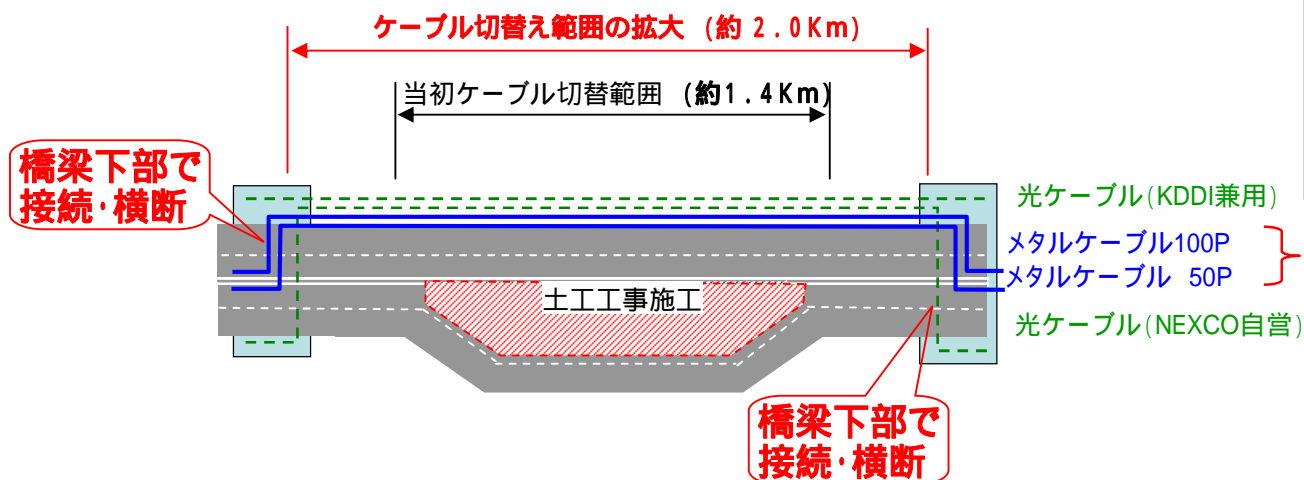 ケーブル切替え範囲の拡大 (約 2.0Km)
当初ケーブル切替範囲 (約1.4Km)
橋梁下部で
接続・横断
光ケーブル(KDDI兼用)
メタルケーブル100P
メタルケーブル 50P
土工工事施工
光ケーブル(NEXCO自営)
橋梁下部で
接続・横断